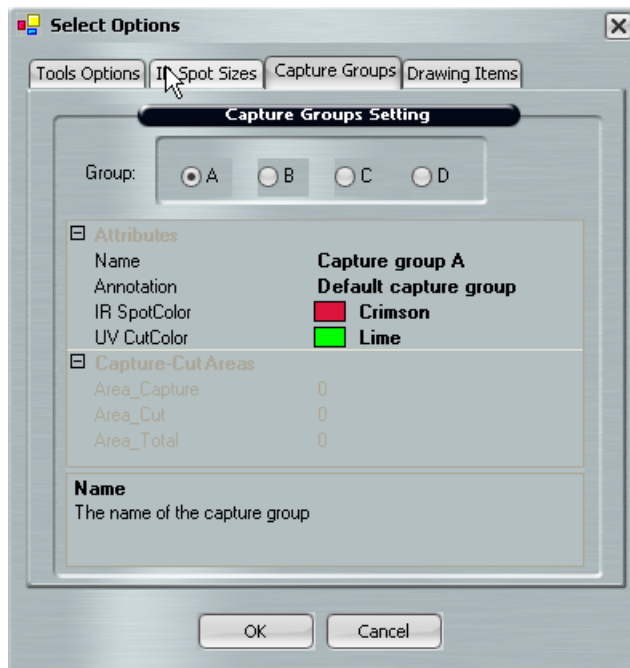 Select Options
Tools Options IR Spot Sizes Capture Groups Drawing Items
Capture Groups Setting
Group: A B C D
Attributes
Name Capture group A
Annotation Default capture group
IR SpotColor Crimson
UV CutColor Lime
Capture-Cut Areas
Area_Capture 0
Area_Cut 0
Area_Total 0
Name
The name of the capture group
OK Cancel